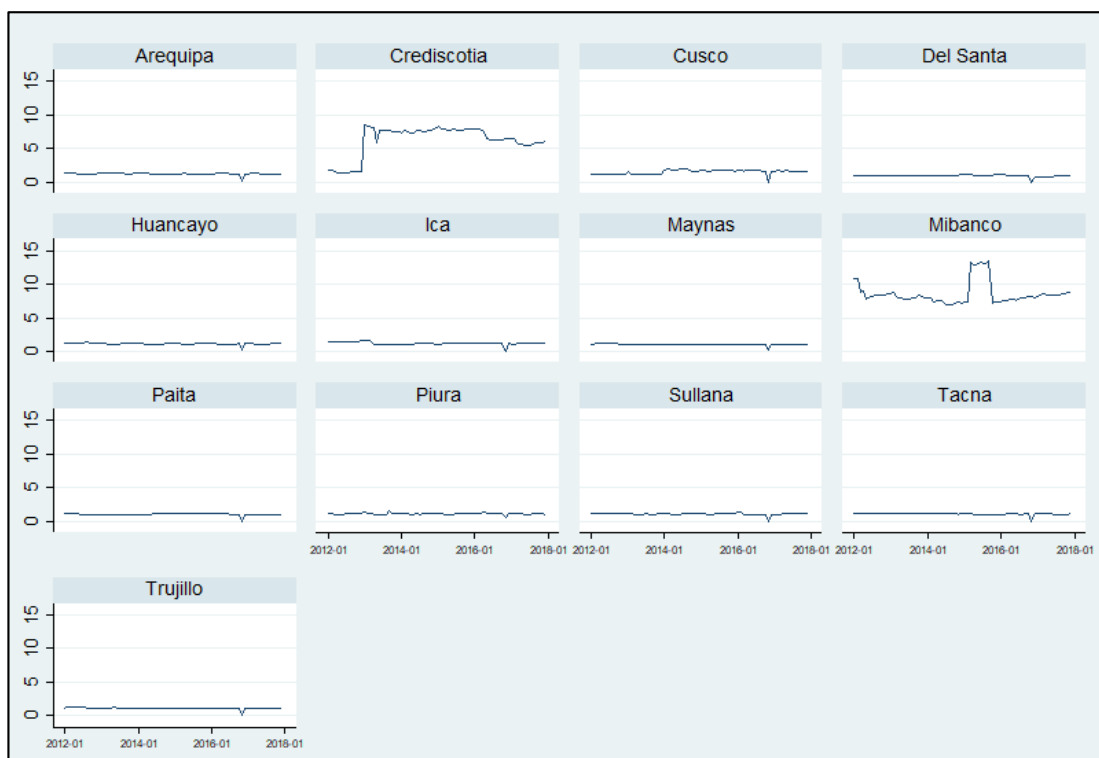 Arequipa Crediscotia Cusco Del Santa
15
10
5
0
Huancayo Ica Maynas Mibanco
15
10
5
0
Paita Piura Sullana Tacna
15
10
5
0
2012-01 2014-01 2016-01 2018-01 2012-01 2014-01 2016-01 2018-01 2012-01 2014-01 2016-01 2018-01
Trujillo
15
10
5
0
2012-01 2014-01 2016-01 2018-01